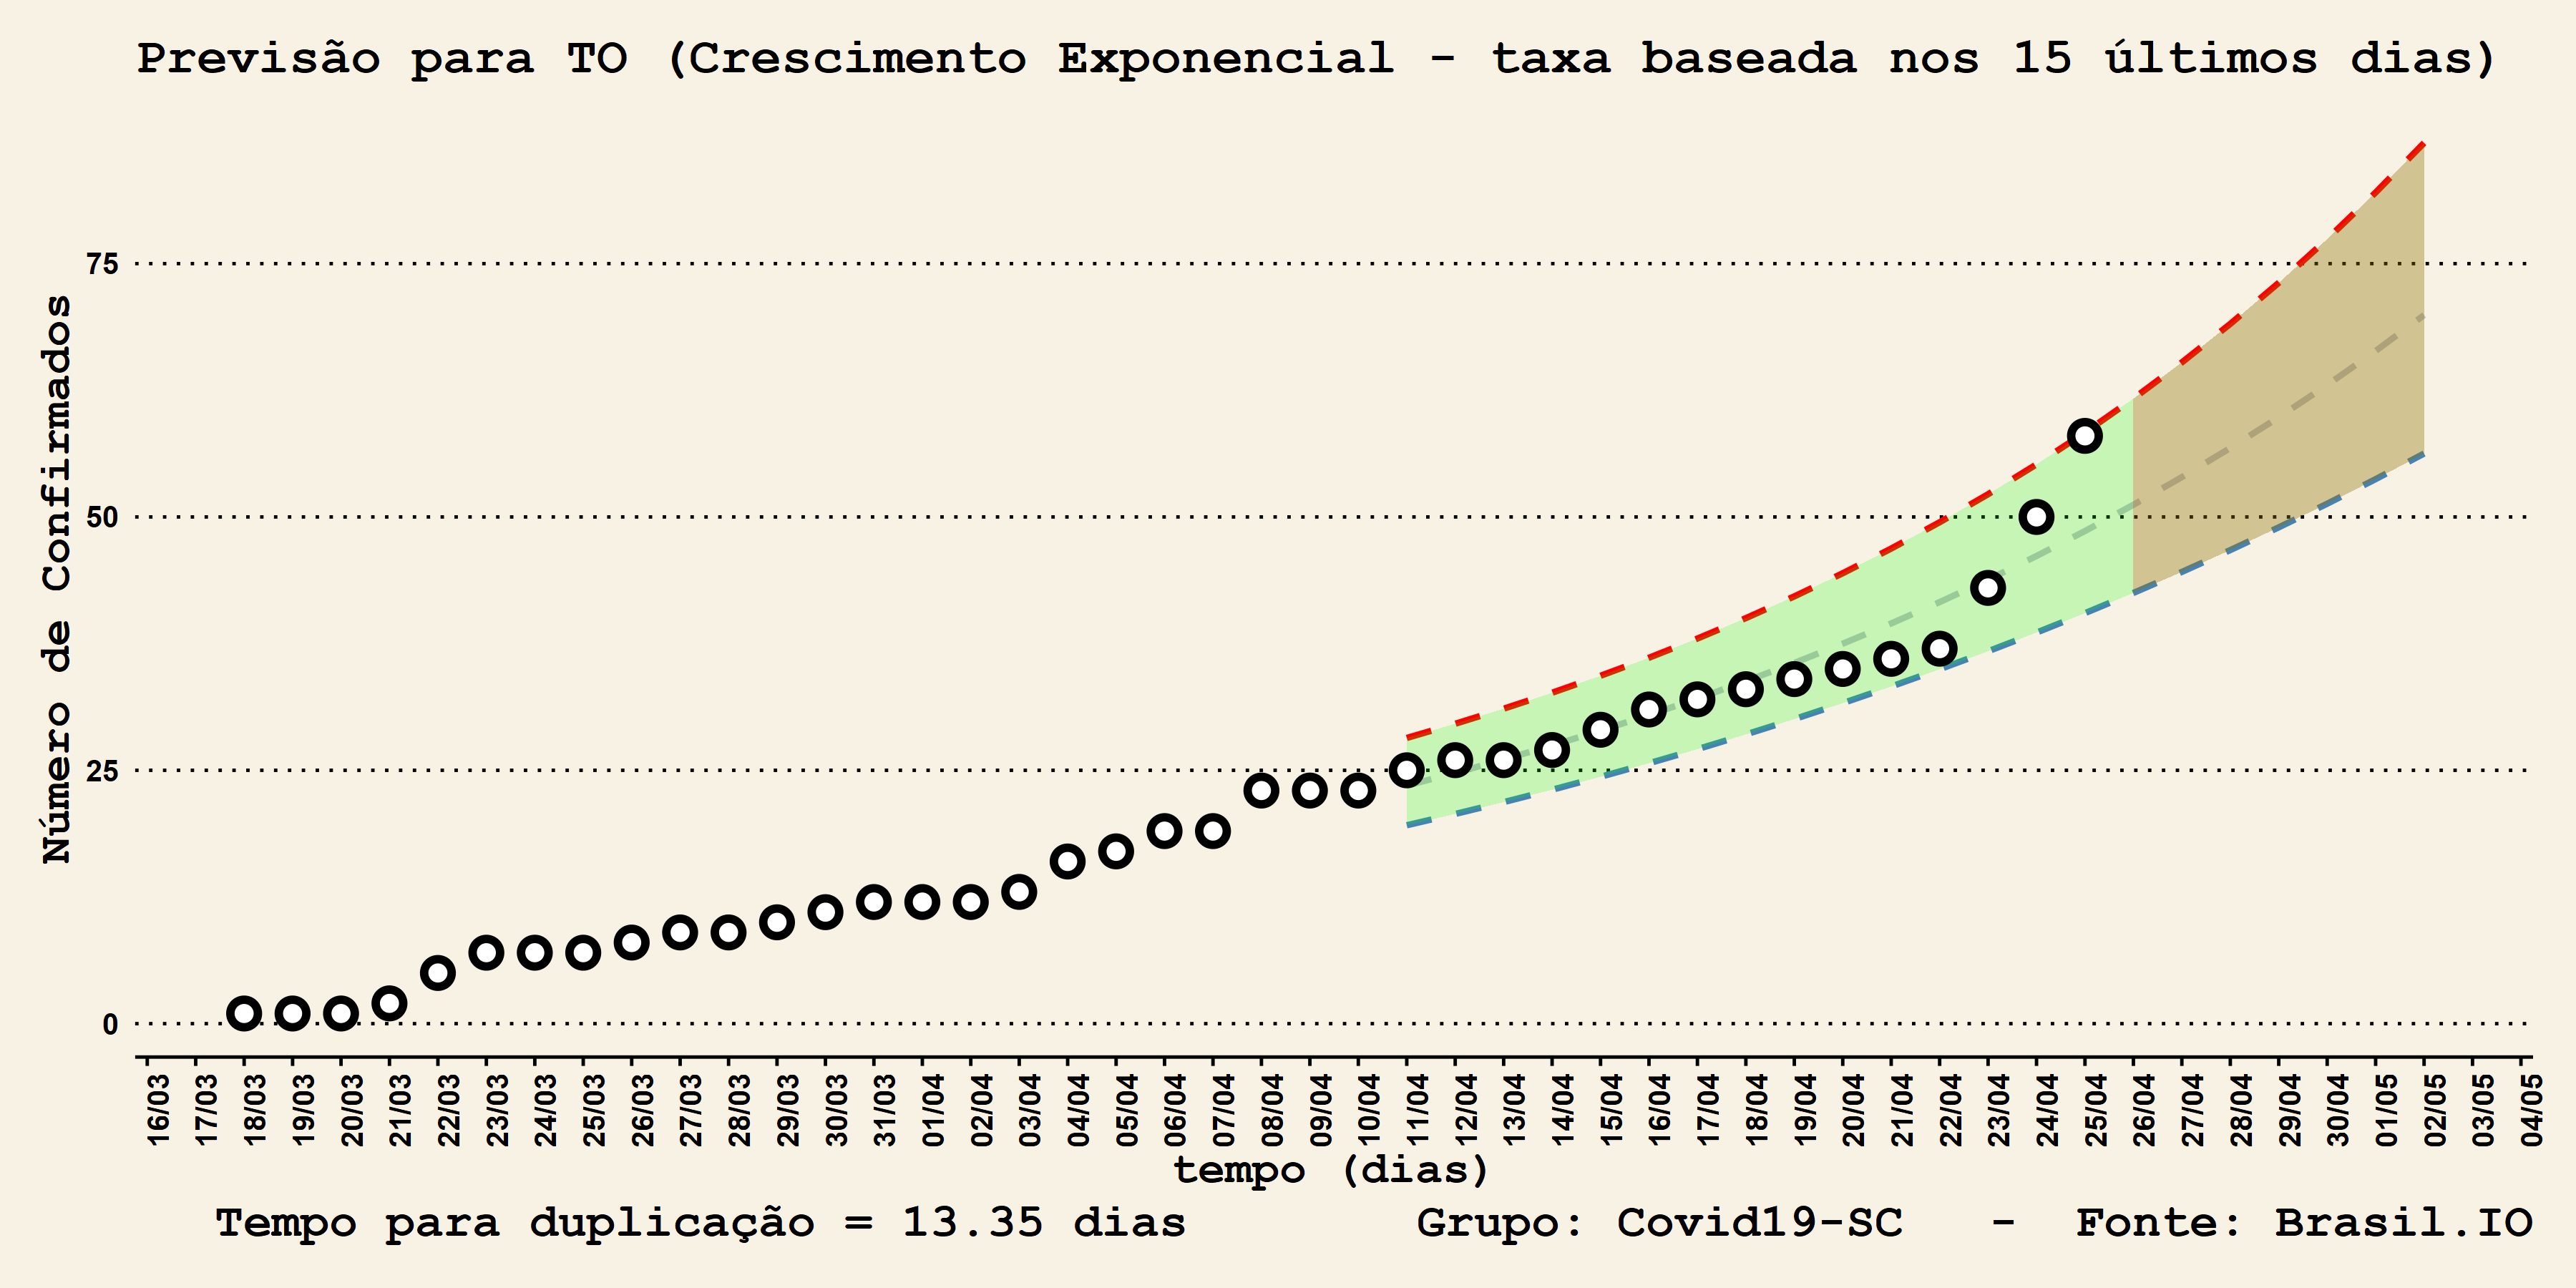 Previsão para TO (Crescimento Exponencial - taxa baseada nos 15 últimos dias)
Número de Confirmados
75
50
25
0
16/03 17/03 18/03 19/03 20/03 21/03 22/03 23/03 24/03 25/03 26/03 27/03 28/03 29/03 30/03 31/03 01/04 02/04 03/04 04/04 05/04 06/04 07/04 08/04 09/04 10/04 11/04 12/04 13/04 14/04 15/04 16/04 17/04 18/04 19/04 20/04 21/04 22/04 23/04 24/04 25/04 26/04 27/04 28/04 29/04 30/04 01/05 02/05 03/05 04/05
tempo (dias)
Tempo para duplicação = 13.35 dias Grupo: Covid19-SC - Fonte: Brasil.IO